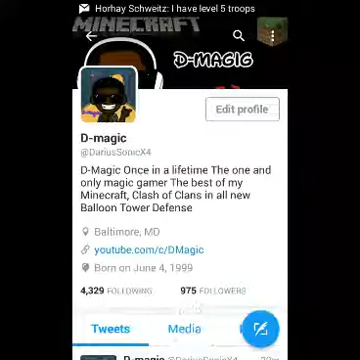 Horhay Schweitz: I have level 5 troops
MINECRAFT
D-MAGIC
Edit profile
D-magic
@DariusSonicX4
D-Magic Once in a lifetime The one and
only magic gamer The best of my
Minecraft, Clash of Clans in all new
Balloon Tower Defense
Baltimore, MD
youtube.com/c/DMagic
Born on June 4, 1999
4,329 FOLLOWING 975 FOLLOWERS
Tweets Media
D-magic @DariusSonicX4